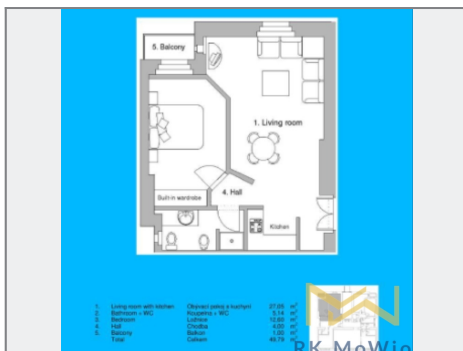 5. Balcony
1. Living room
4. Hall
Built-in wardrobe
Kitchen
1. Living room with kitchen Obývací pokoj s kuchyní 27,05 m²
2. Bathroom + WC Koupelna + WC 5,14 m²
3. Bedroom Ložnice 12,60 m²
4. Hall Chodba 4,00 m²
5. Balcony Balkon 1,00 m²
Total Celkem 49,79 m²
RK MoWio